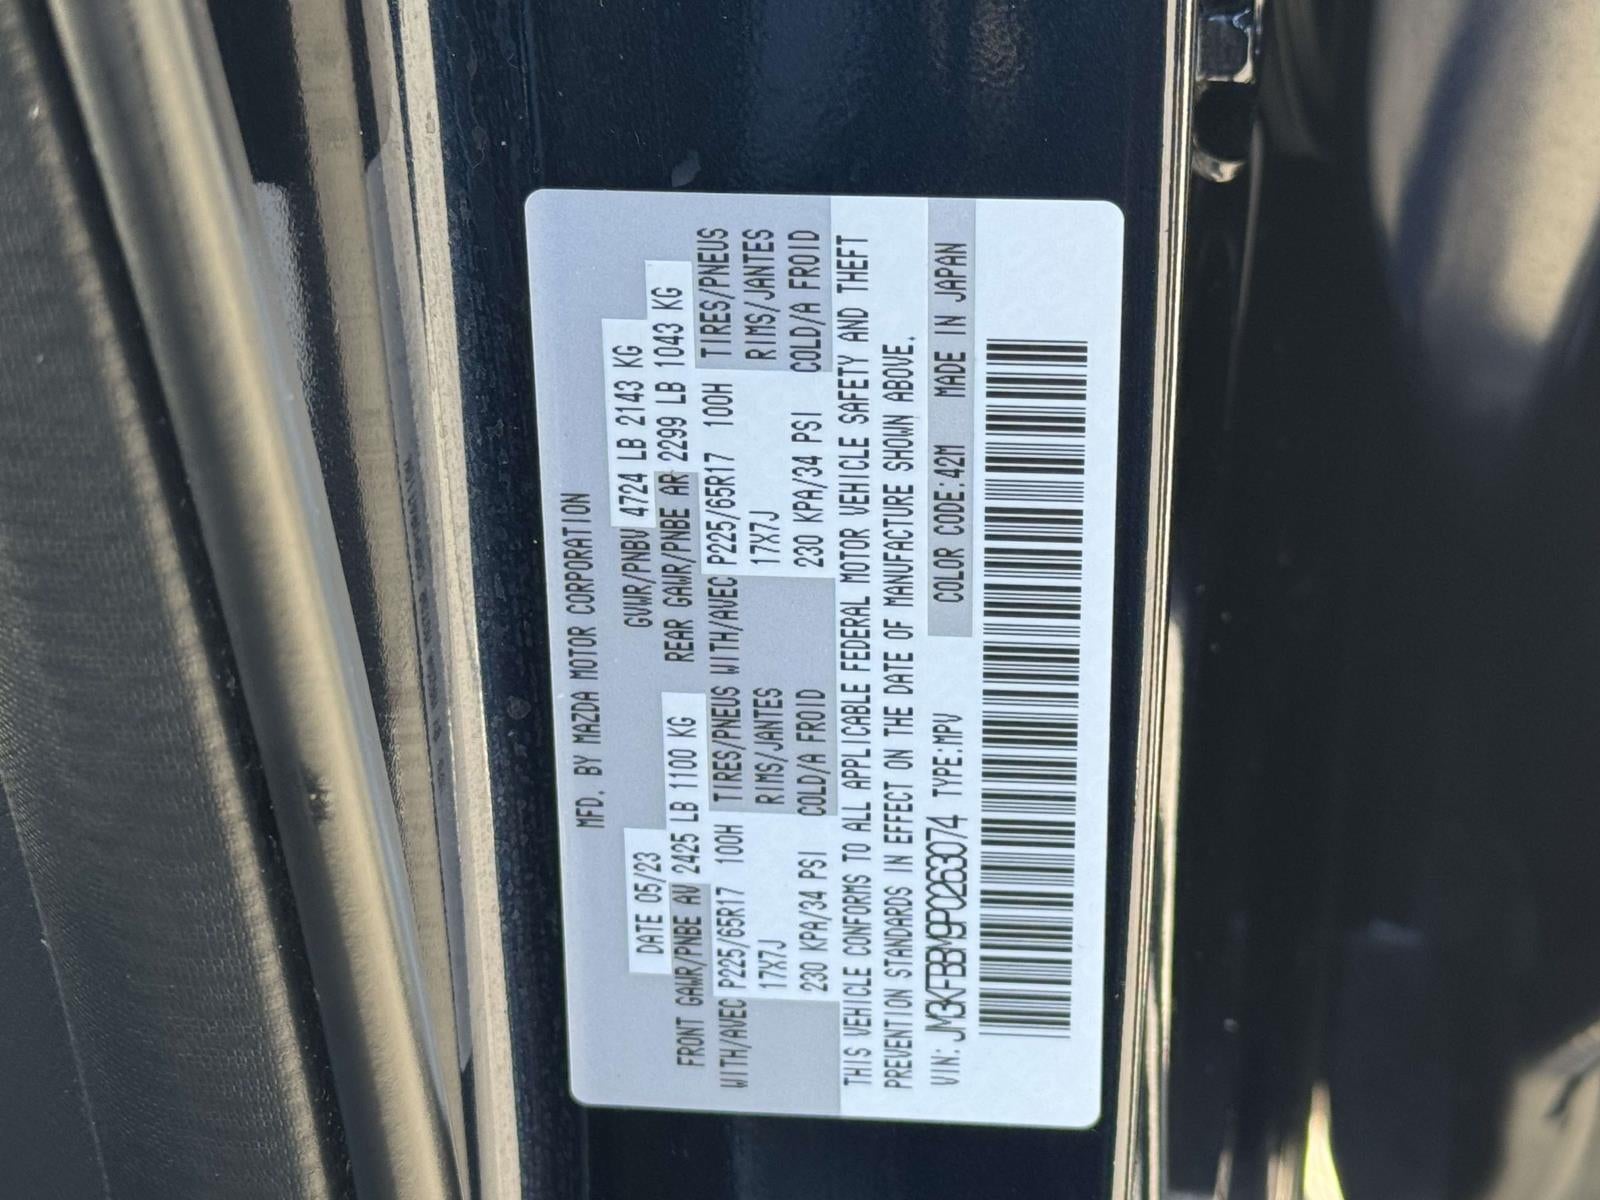 MFD. BY MAZDA MOTOR CORPORATION
DATE 05/23 GVWR/PNBV 4724 LB 2143 KG
FRONT GAWR/PNBE AV 2425 LB 1100 KG REAR GAWR/PNBE AR 2299 LB 1043 KG
WITH/AVEC P225/65R17 100H TIRES/PNEUS WITH/AVEC P225/65R17 100H TIRES/PNEUS
17X7J RIMS/JANTES 17X7J RIMS/JANTES
230 KPA/34 PSI COLD/A FROID 230 KPA/34 PSI COLD/A FROID
THIS VEHICLE CONFORMS TO ALL APPLICABLE FEDERAL MOTOR VEHICLE SAFETY AND THEFT
PREVENTION STANDARDS IN EFFECT ON THE DATE OF MANUFACTURE SHOWN ABOVE.
VIN: JM3KFBBM9P0263074 TYPE:MPV COLOR CODE:42M MADE IN JAPAN